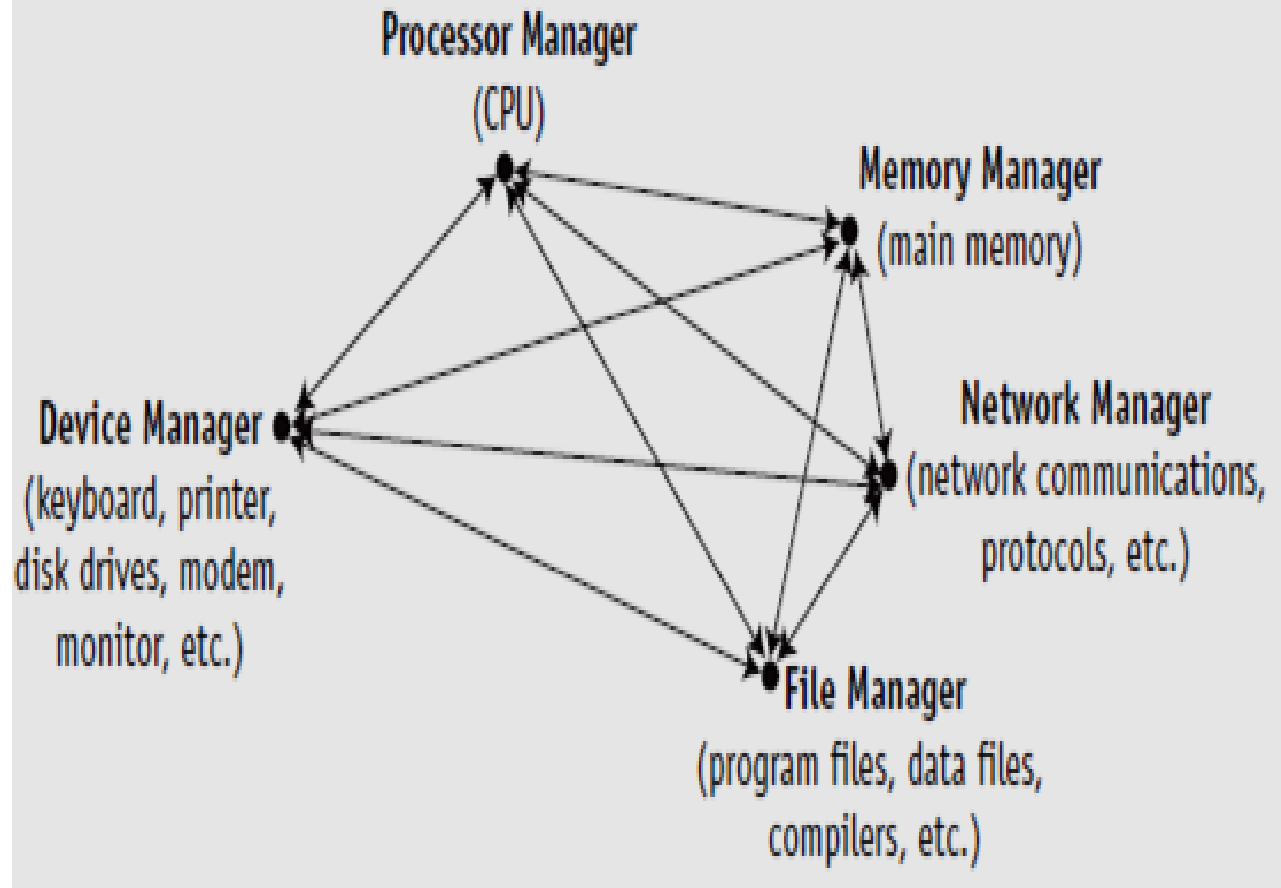 Processor Manager
(CPU)
Memory Manager
(main memory)
Device Manager
(keyboard, printer,
disk drives, modem,
monitor, etc.)
Network Manager
(network communications,
protocols, etc.)
File Manager
(program files, data files,
compilers, etc.)